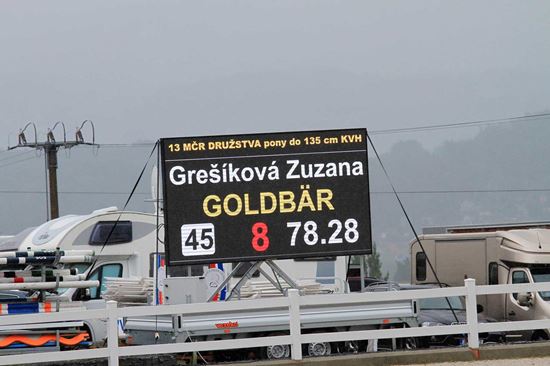 13 MČR DRUŽSTVA pony do 135 cm KVH
Grešíková Zuzana
GOLDBÄR
45 8 78.28